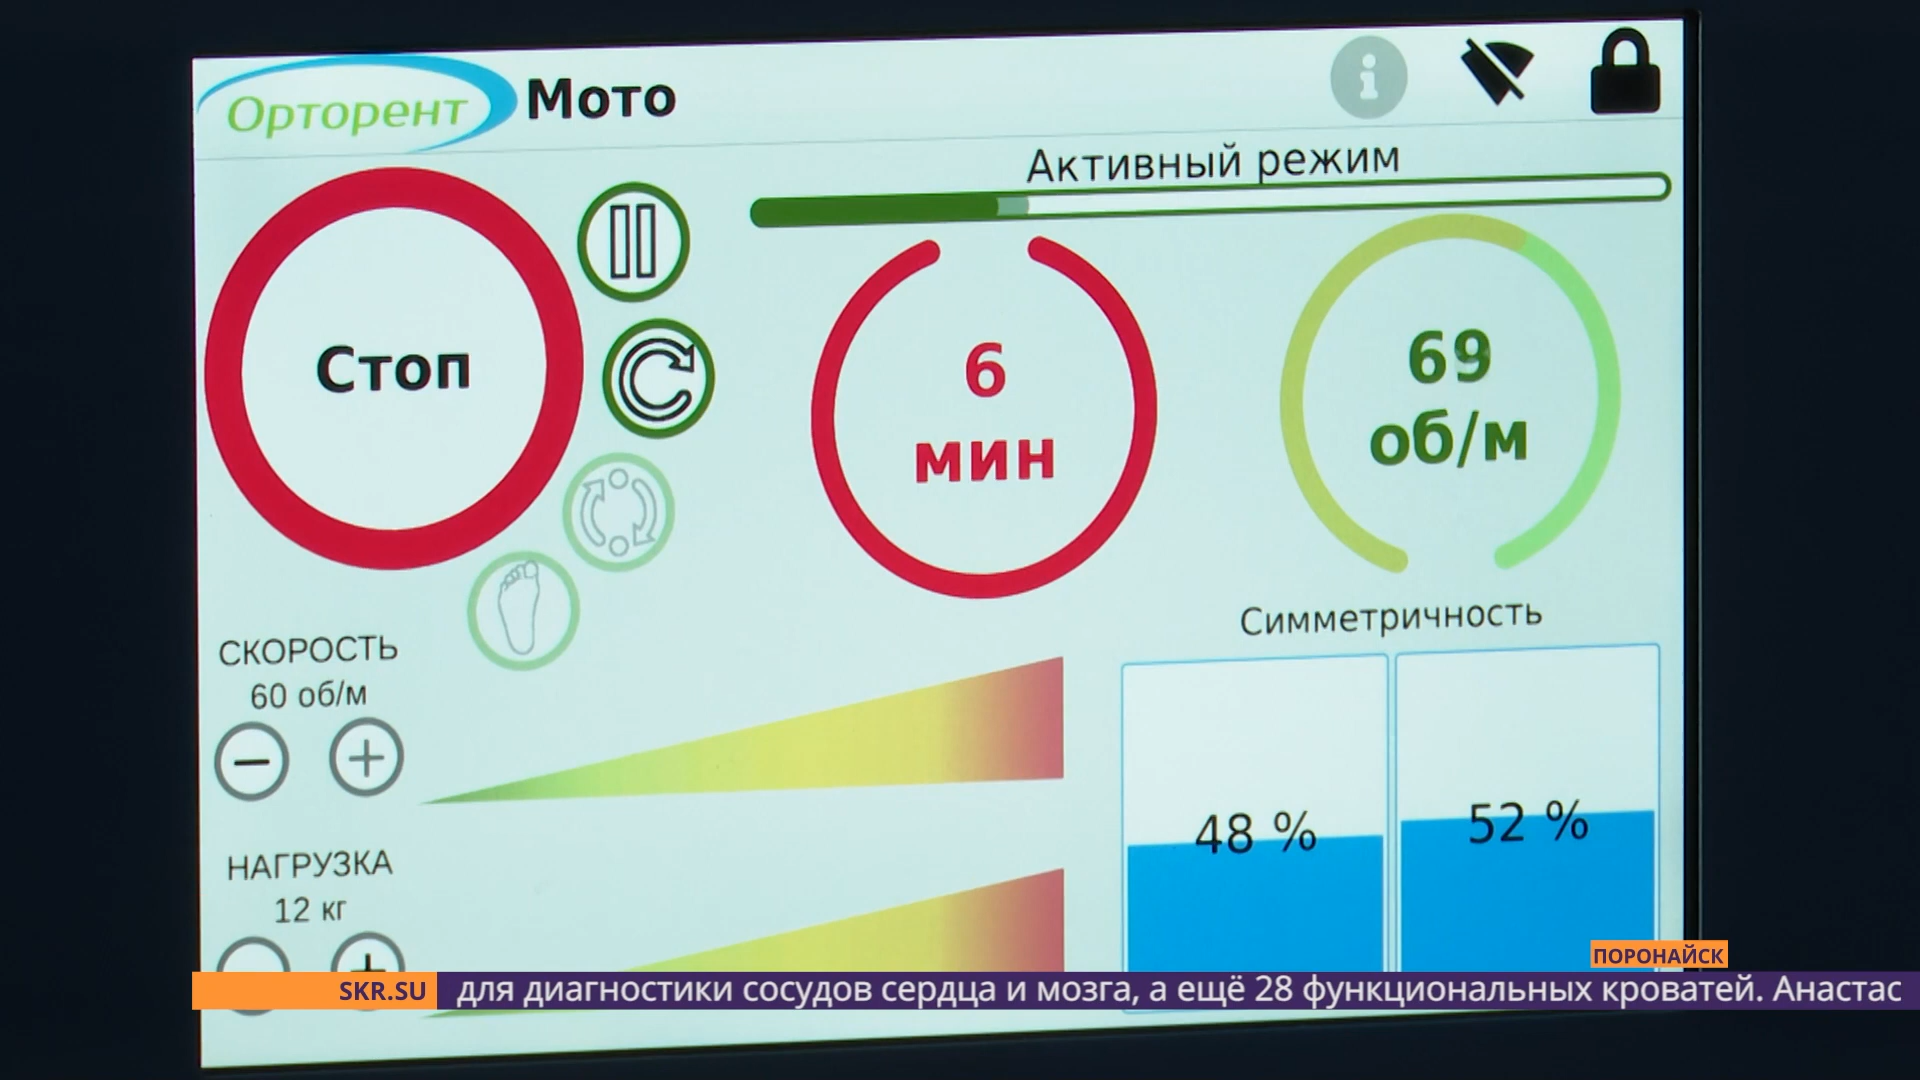 Орторент Мото
Активный режим
Стоп
6
мин
69
об/м
СКОРОСТЬ
60 об/м
Симметричность
48 %
52 %
НАГРУЗКА
12 кг
ПОРОНАЙСК
SKR.SU для диагностики сосудов сердца и мозга, а ещё 28 функциональных кроватей. Анастас